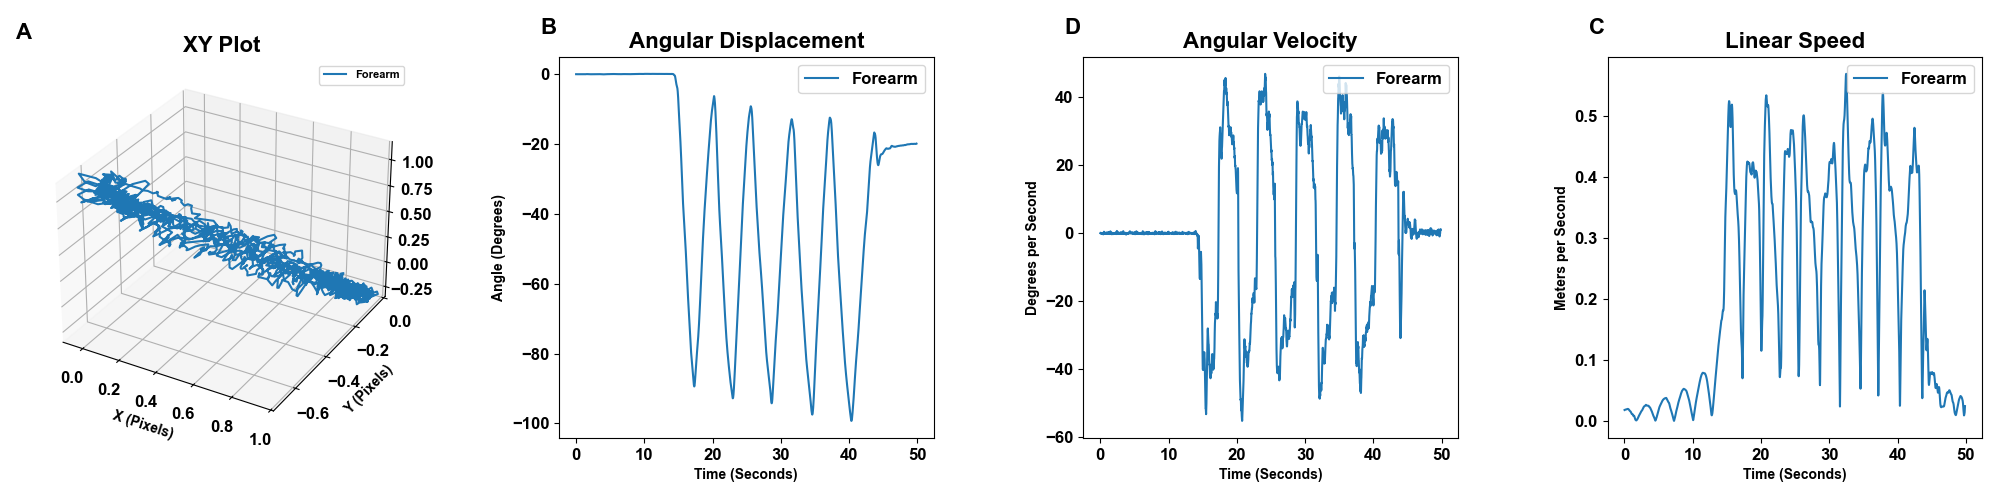 A
XY Plot
Forearm
1.00
0.75
0.50
0.25
0.00
−0.25
0.0
−0.2
−0.4
−0.6
Y (Pixels)
0.0
0.2
0.4
0.6
0.8
1.0
X (Pixels)
B
Angular Displacement
Forearm
0
−20
−40
−60
−80
−100
Angle (Degrees)
0 10 20 30 40 50
Time (Seconds)
D
Angular Velocity
Forearm
40
20
0
−20
−40
−60
Degrees per Second
0 10 20 30 40 50
Time (Seconds)
C
Linear Speed
Forearm
0.5
0.4
0.3
0.2
0.1
0.0
Meters per Second
0 10 20 30 40 50
Time (Seconds)